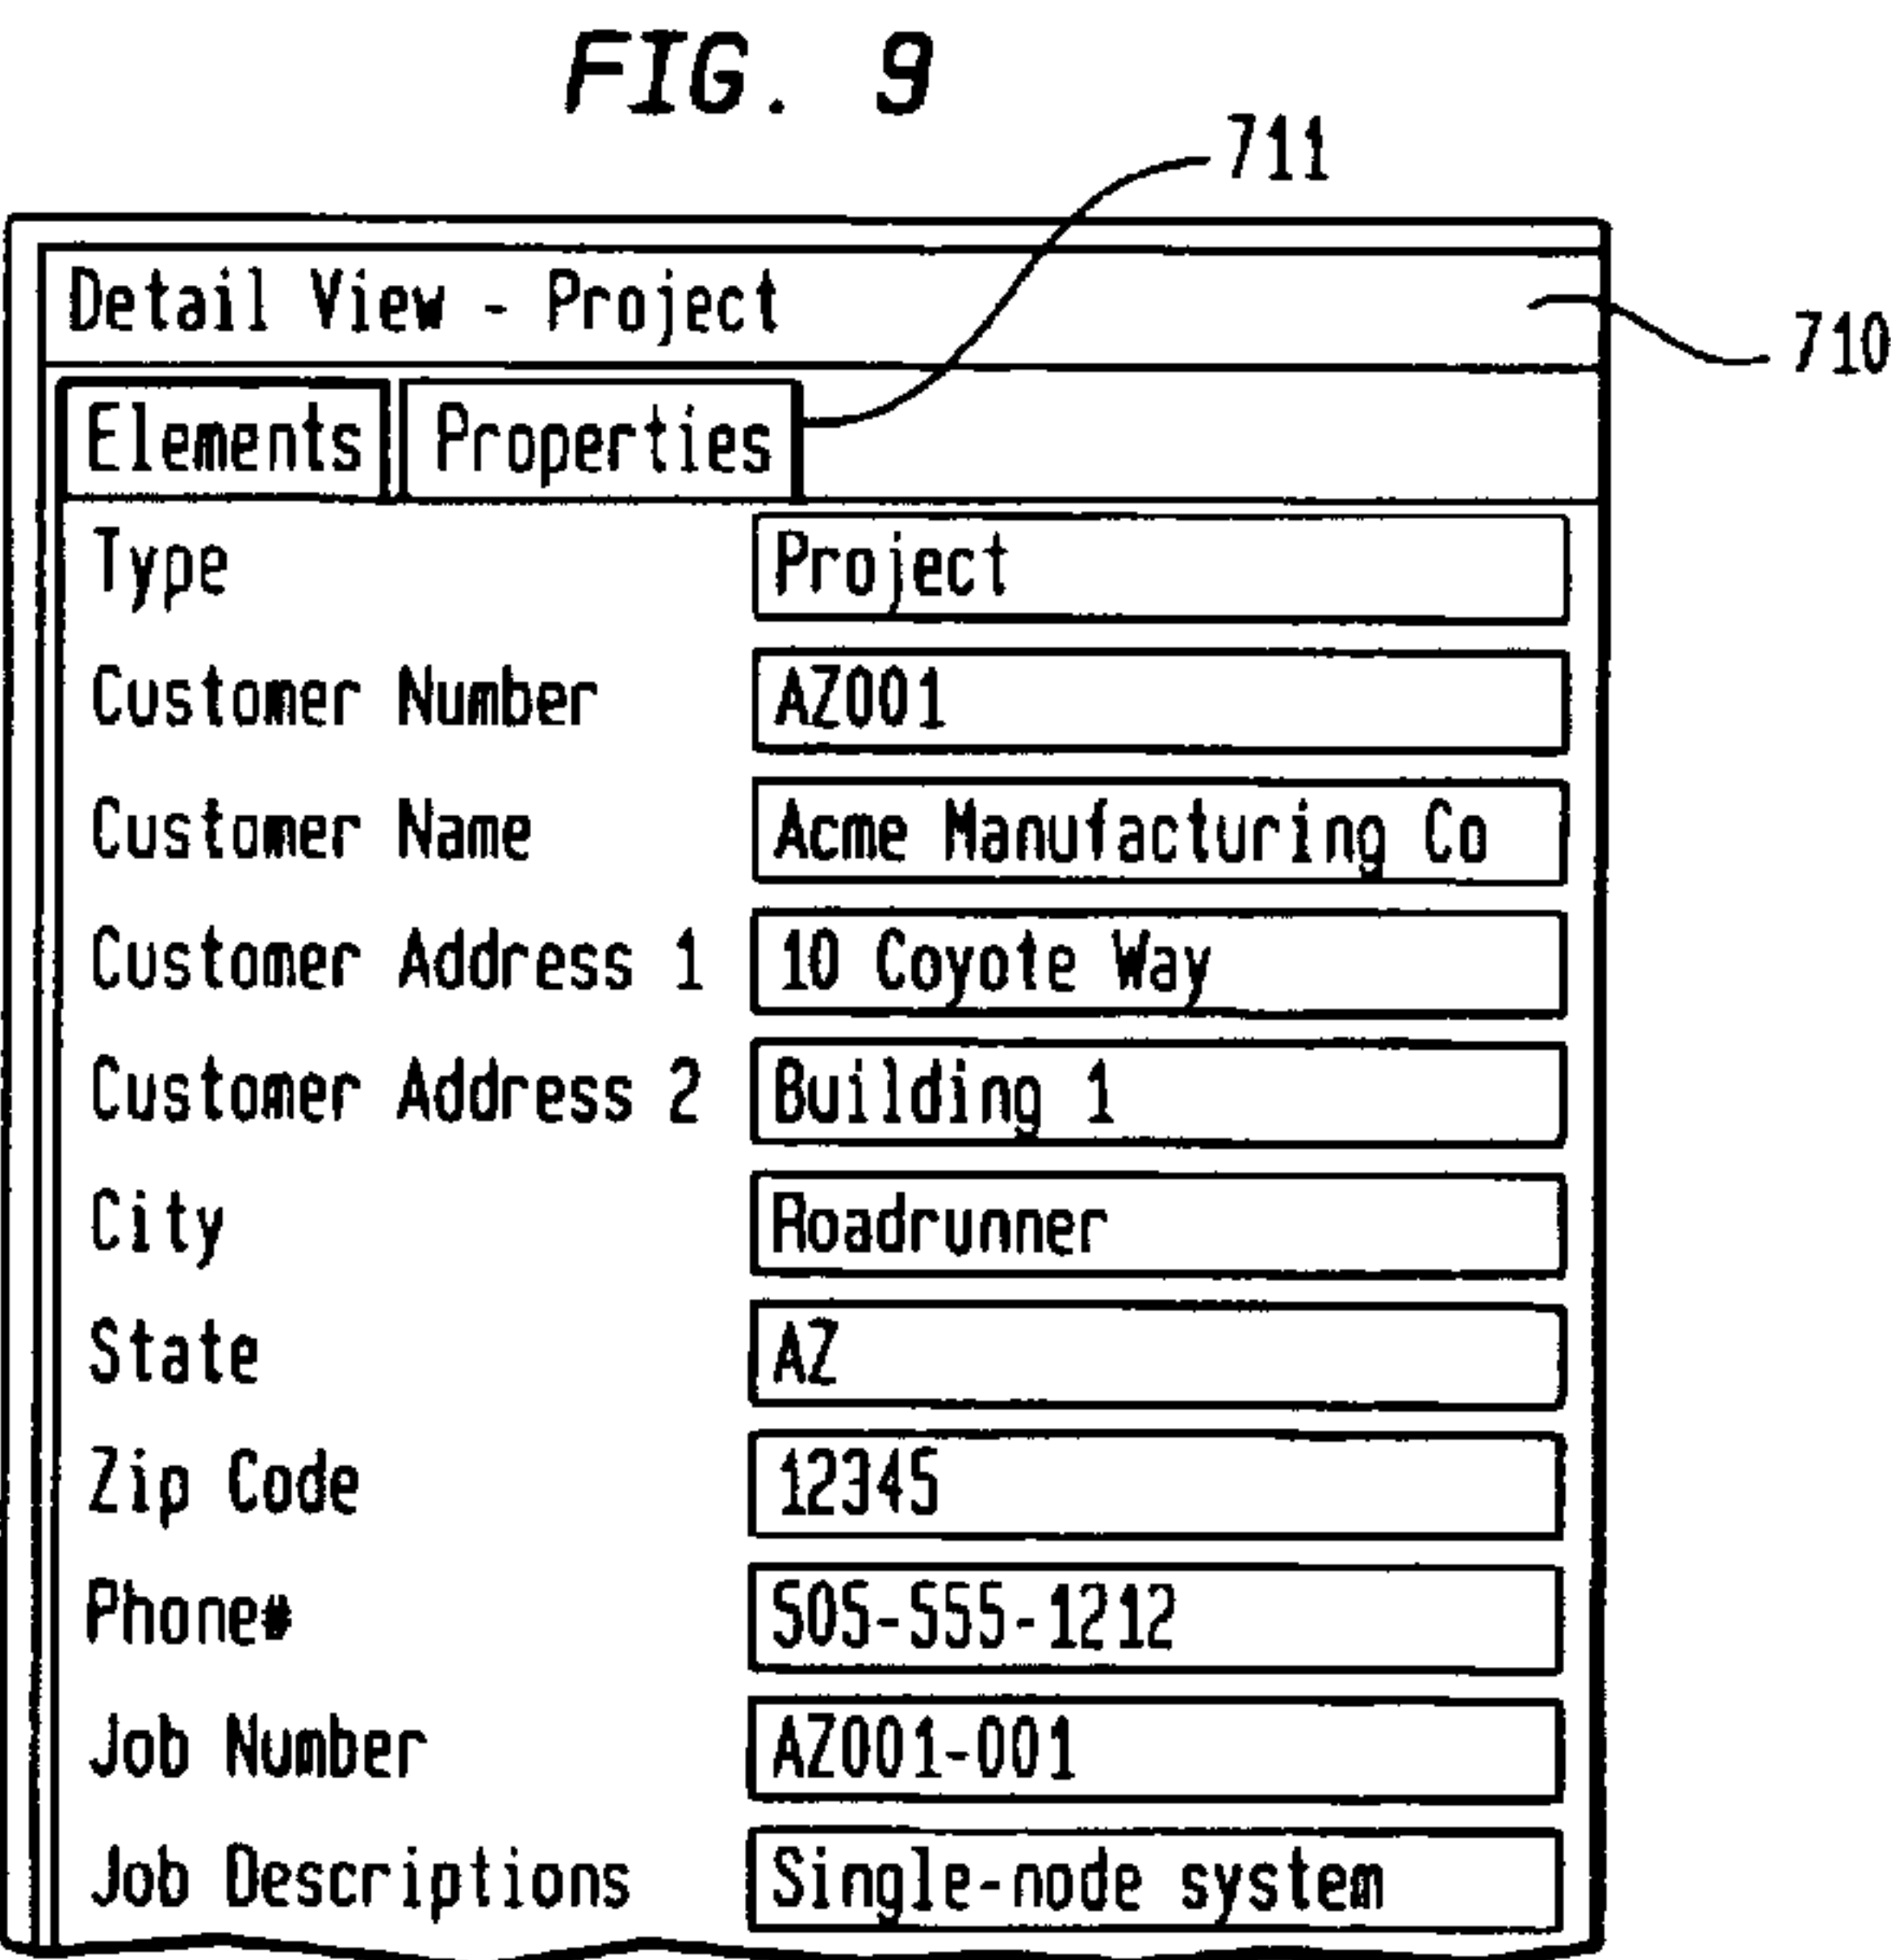 FIG. 9
711
Detail View - Project
710
Elements Properties
Type Project
Customer Number AZ001
Customer Name Acme Manufacturing Co
Customer Address 1 10 Coyote Way
Customer Address 2 Building 1
City Roadrunner
State AZ
Zip Code 12345
Phone# 505-555-1212
Job Number AZ001-001
Job Descriptions Single-node system